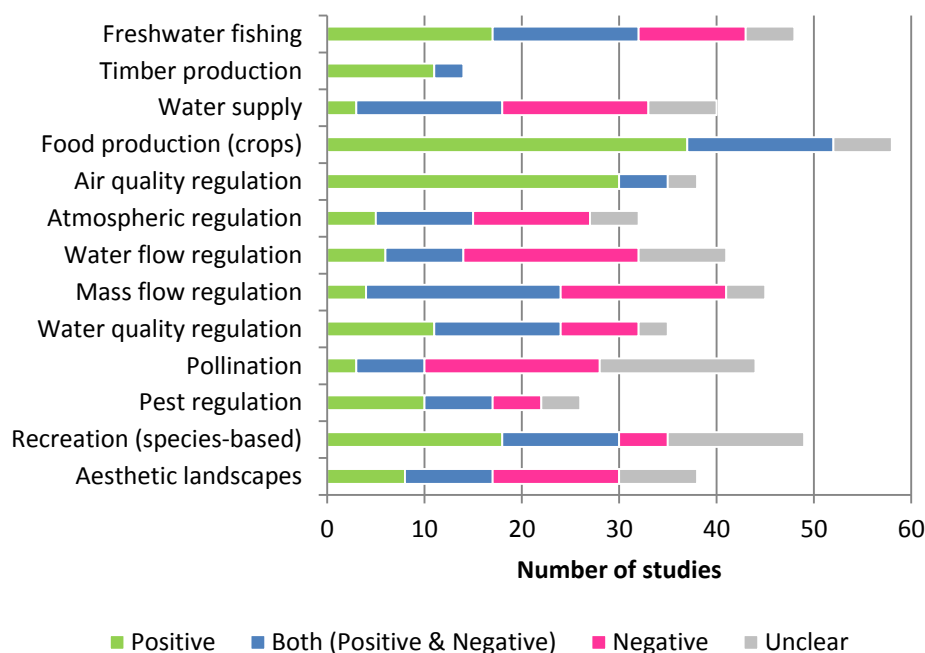 Freshwater fishing
Timber production
Water supply
Food production (crops)
Air quality regulation
Atmospheric regulation
Water flow regulation
Mass flow regulation
Water quality regulation
Pollination
Pest regulation
Recreation (species-based)
Aesthetic landscapes
0 10 20 30 40 50 60
Number of studies
Positive Both (Positive & Negative) Negative Unclear